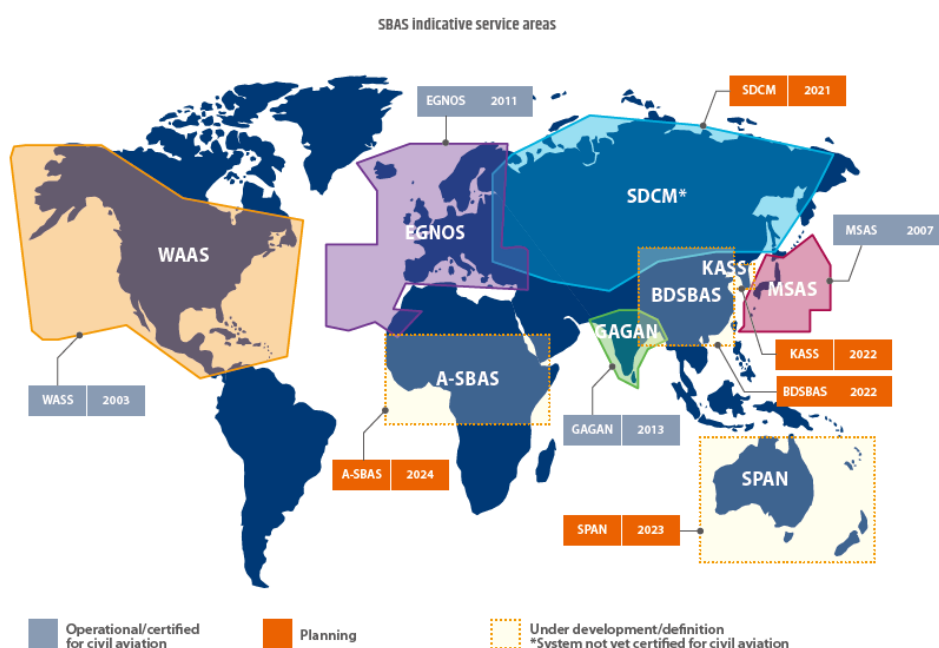 SBAS indicative service areas
EGNOS 2011
SDCM 2021
SDCM*
MSAS 2007
WAAS
EGNOS
KASS
BDSBAS
MSAS
GAGAN
KASS 2022
A-SBAS
BDSBAS 2022
WASS 2003
GAGAN 2013
A-SBAS 2024
SPAN
SPAN 2023
Operational/certified
for civil aviation
Planning
Under development/definition
*System not yet certified for civil aviation